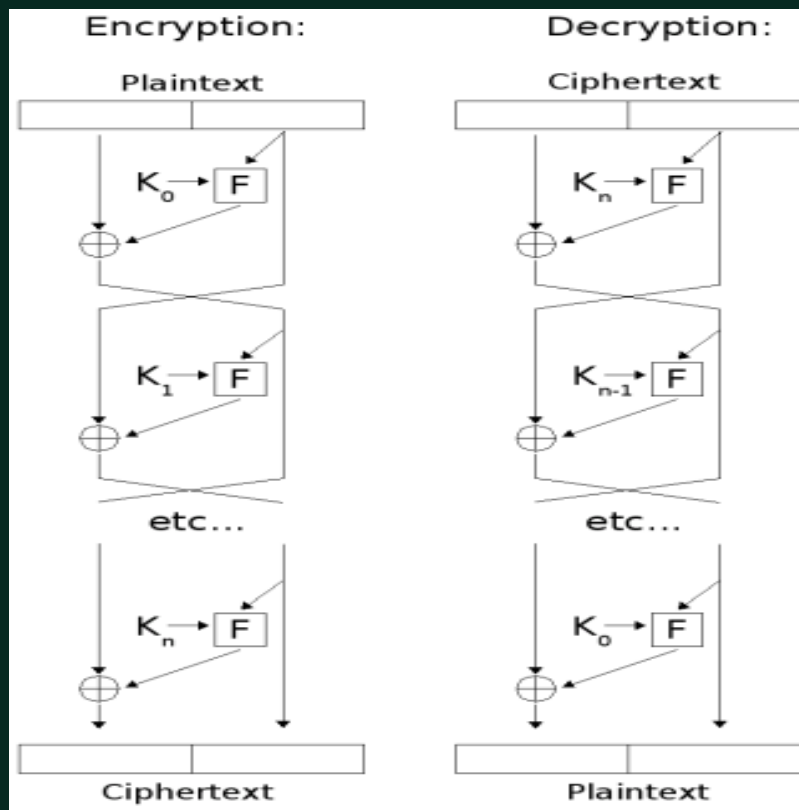 Encryption:
Plaintext
K₀ F
K₁ F
etc...
Kₙ F
Ciphertext
Decryption:
Ciphertext
Kₙ F
Kₙ₋₁ F
etc...
K₀ F
Plaintext